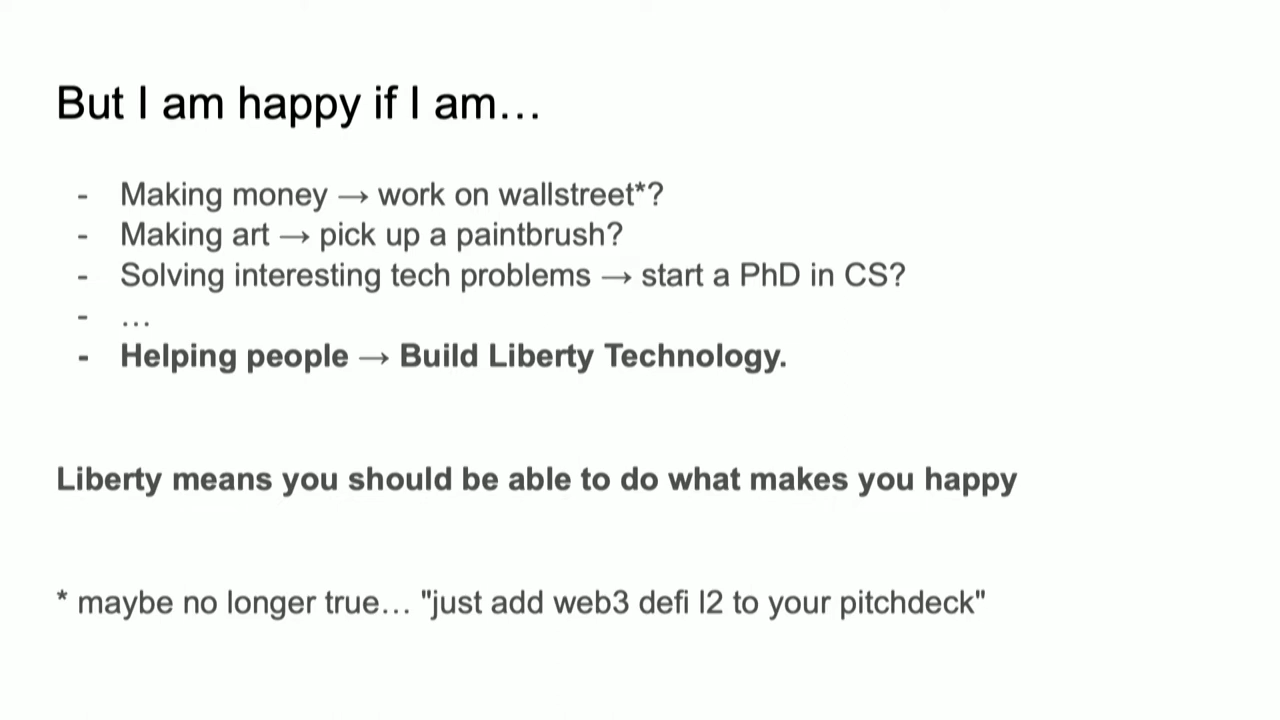 But I am happy if I am…
- Making money → work on wallstreet*?
- Making art → pick up a paintbrush?
- Solving interesting tech problems → start a PhD in CS?
- …
- Helping people → Build Liberty Technology.
Liberty means you should be able to do what makes you happy
* maybe no longer true… "just add web3 defi l2 to your pitchdeck"